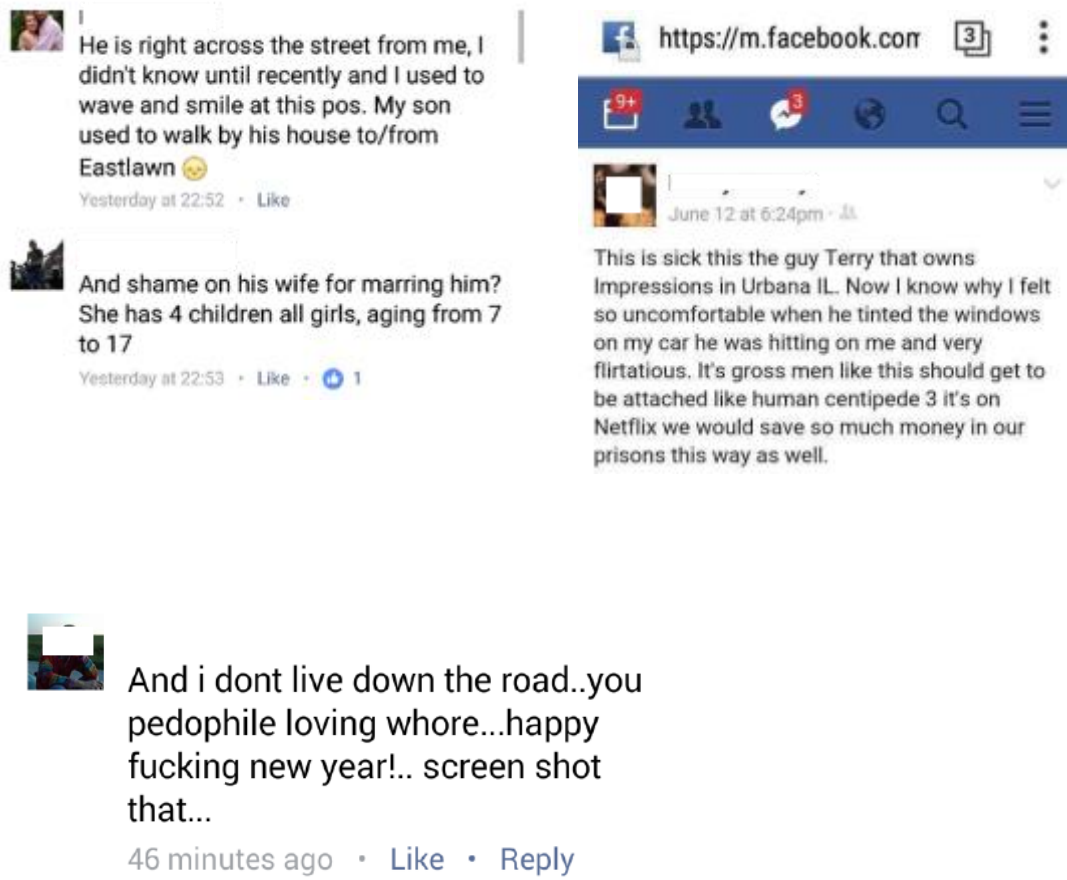 He is right across the street from me, I
didn't know until recently and I used to
wave and smile at this pos. My son
used to walk by his house to/from
Eastlawn 😞
Yesterday at 22:52 · Like
And shame on his wife for marring him?
She has 4 children all girls, aging from 7
to 17
Yesterday at 22:53 · Like · 1
https://m.facebook.com
3
9+
3
June 12 at 6:24pm ·
This is sick this the guy Terry that owns
Impressions in Urbana IL. Now I know why I felt
so uncomfortable when he tinted the windows
on my car he was hitting on me and very
flirtatious. It's gross men like this should get to
be attached like human centipede 3 it's on
Netflix we would save so much money in our
prisons this way as well.
And i dont live down the road..you
pedophile loving whore...happy
fucking new year!.. screen shot
that...
46 minutes ago • Like • Reply